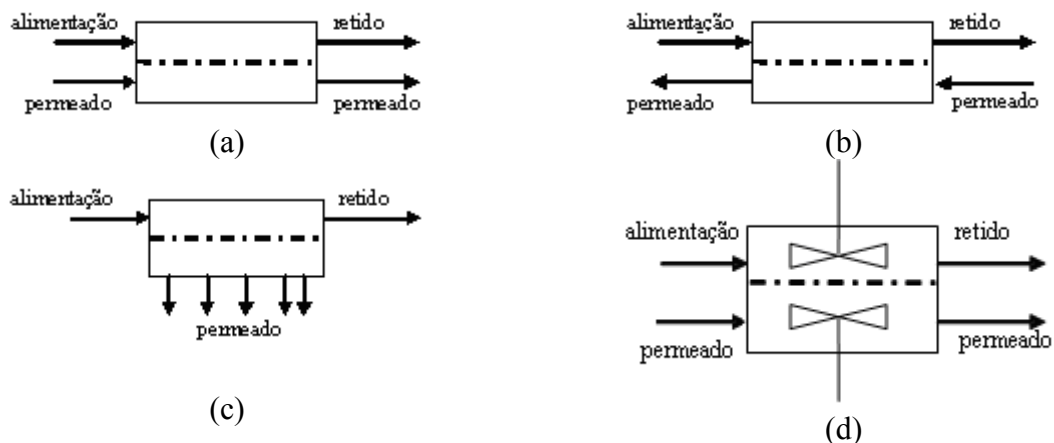 alimentação retido
permeado permeado
(a)
alimentação retido
permeado permeado
(b)
alimentação retido
permeado
(c)
alimentação retido
permeado permeado
(d)